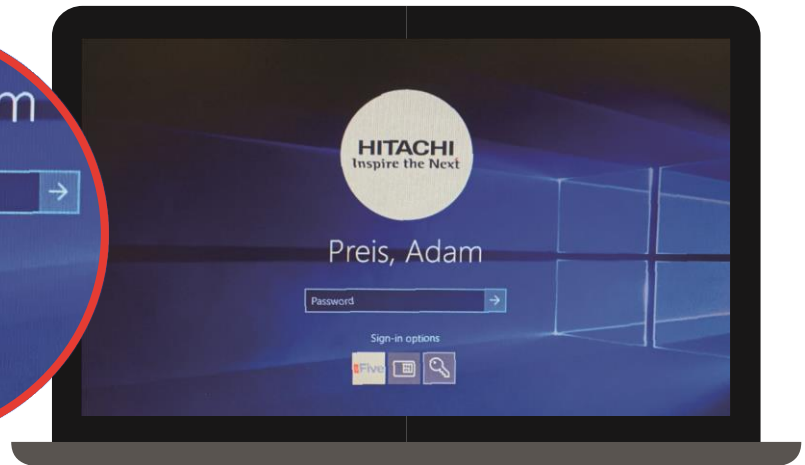 m
HITACHI
Inspire the Next
Preis, Adam
Password
Sign-in options
Five